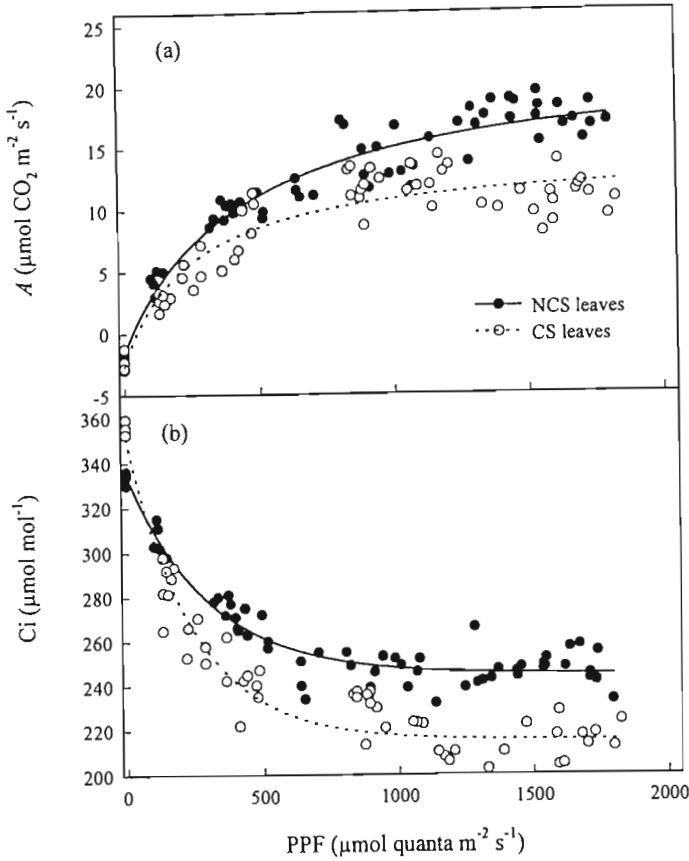 (a)
25
20
15
10
5
0
-5
A (μmol CO2 m-2 s-1)
NCS leaves
CS leaves
(b)
360
340
320
300
280
260
240
220
200
Ci (μmol mol-1)
0 500 1000 1500 2000
PPF (μmol quanta m-2 s-1)